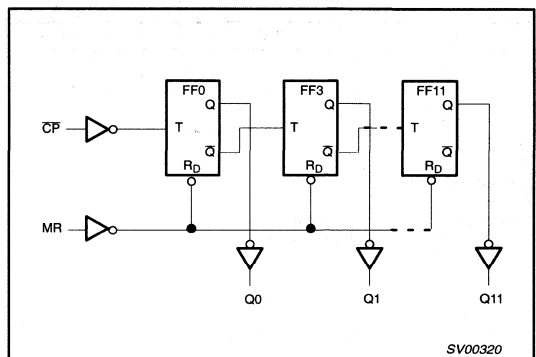 FF0 FF3 FF11
Q Q Q
CP T T T
Q Q Q
RD RD RD
MR
Q0 Q1 Q11
SV00320